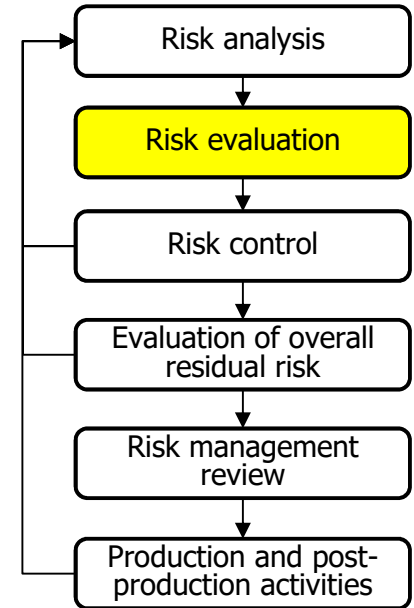 Risk analysis
Risk evaluation
Risk control
Evaluation of overall
residual risk
Risk management
review
Production and post-
production activities